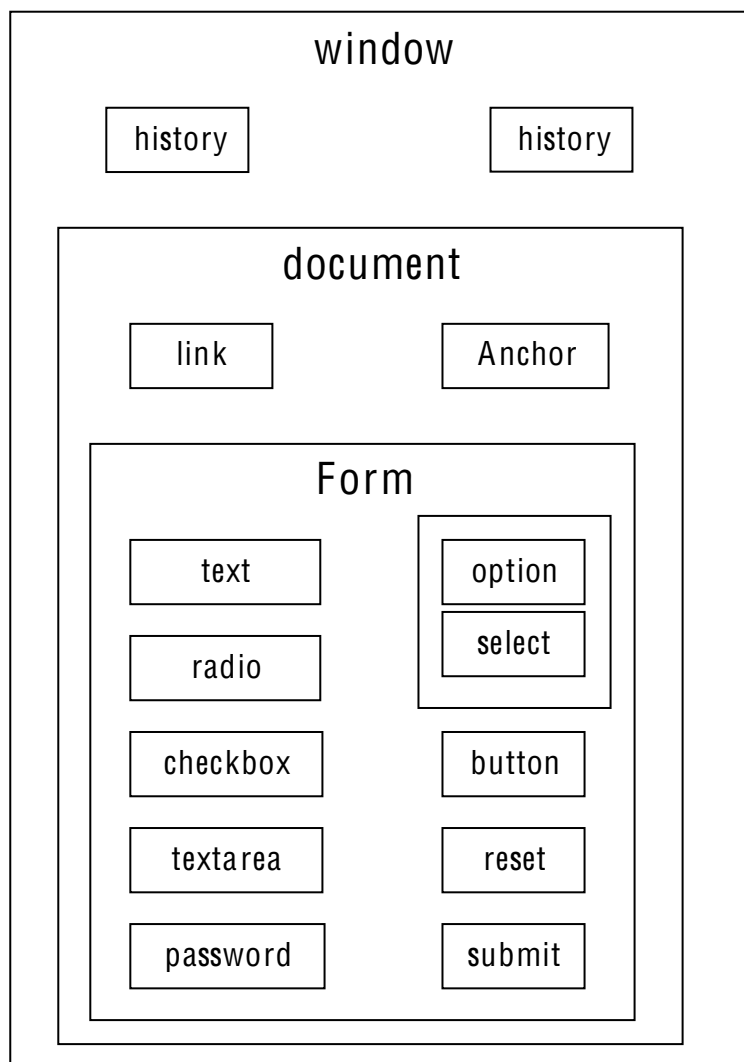 window
history
history
document
link
Anchor
Form
text
option
select
radio
checkbox
button
textarea
reset
password
submit